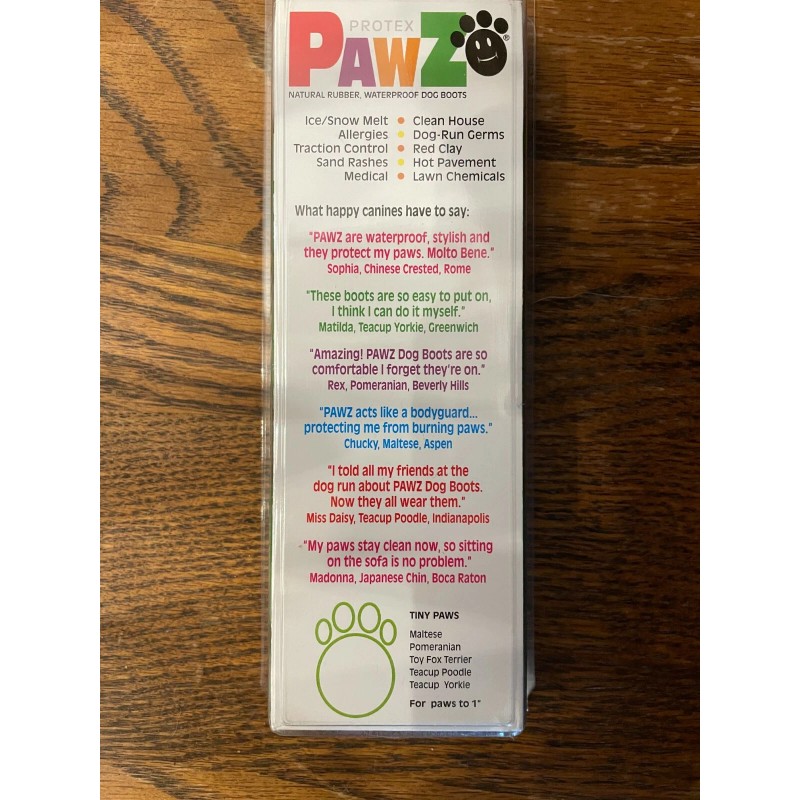 PROTEX
PAWZ®
NATURAL RUBBER, WATERPROOF DOG BOOTS
Ice/Snow Melt • Clean House
Allergies • Dog-Run Germs
Traction Control • Red Clay
Sand Rashes • Hot Pavement
Medical • Lawn Chemicals
What happy canines have to say:
"PAWZ are waterproof, stylish and
they protect my paws. Molto Bene."
Sophia, Chinese Crested, Rome
"These boots are so easy to put on,
I think I can do it myself."
Matilda, Teacup Yorkie, Greenwich
"Amazing! PAWZ Dog Boots are so
comfortable I forget they're on."
Rex, Pomeranian, Beverly Hills
"PAWZ acts like a bodyguard...
protecting me from burning paws."
Chucky, Maltese, Aspen
"I told all my friends at the
dog run about PAWZ Dog Boots.
Now they all wear them."
Miss Daisy, Teacup Poodle, Indianapolis
"My paws stay clean now, so sitting
on the sofa is no problem."
Madonna, Japanese Chin, Boca Raton
TINY PAWS
Maltese
Pomeranian
Toy Fox Terrier
Teacup Poodle
Teacup Yorkie
For paws to 1"